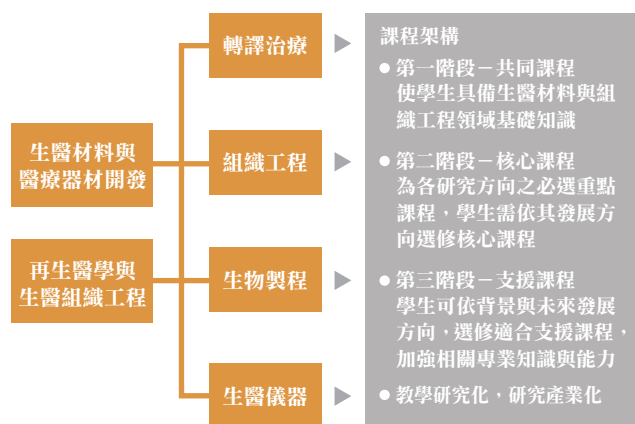 生醫材料與
醫療器材開發
再生醫學與
生醫組織工程
轉譯治療
組織工程
生物製程
生醫儀器
課程架構
● 第一階段－共同課程
使學生具備生醫材料與組
織工程領域基礎知識
● 第二階段－核心課程
為各研究方向之必選重點
課程，學生需依其發展方
向選修核心課程
● 第三階段－支援課程
學生可依背景與未來發展
方向，選修適合支援課程，
加強相關專業知識與能力
● 教學研究化，研究產業化